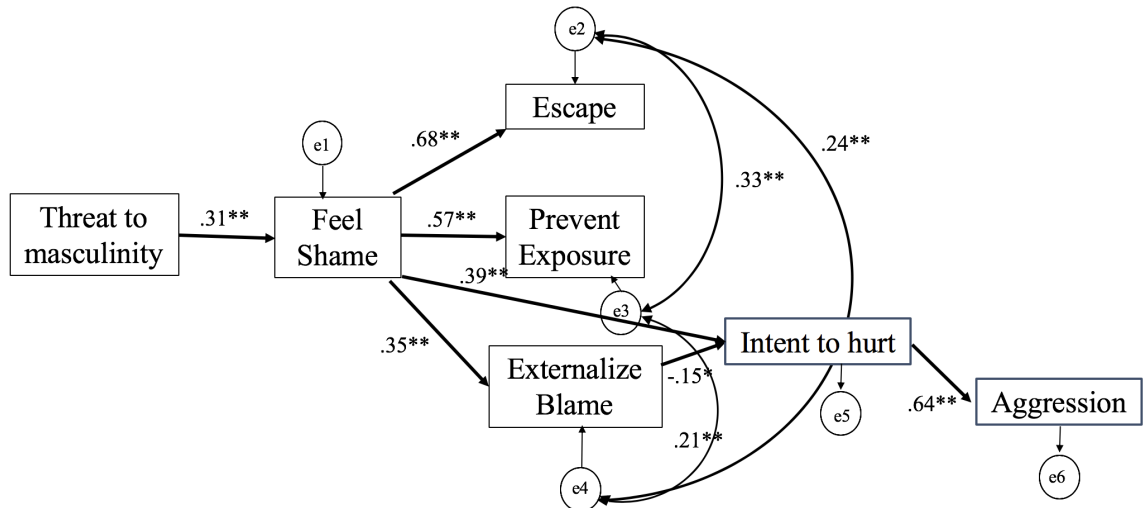 e2
Escape
.68**
.24**
e1
.33**
Threat to
masculinity
.31**
Feel
Shame
.57**
Prevent
Exposure
.39**
e3
.35**
Intent to hurt
Externalize
Blame
-.15*
.64**
Aggression
e5
.21**
e4
e6